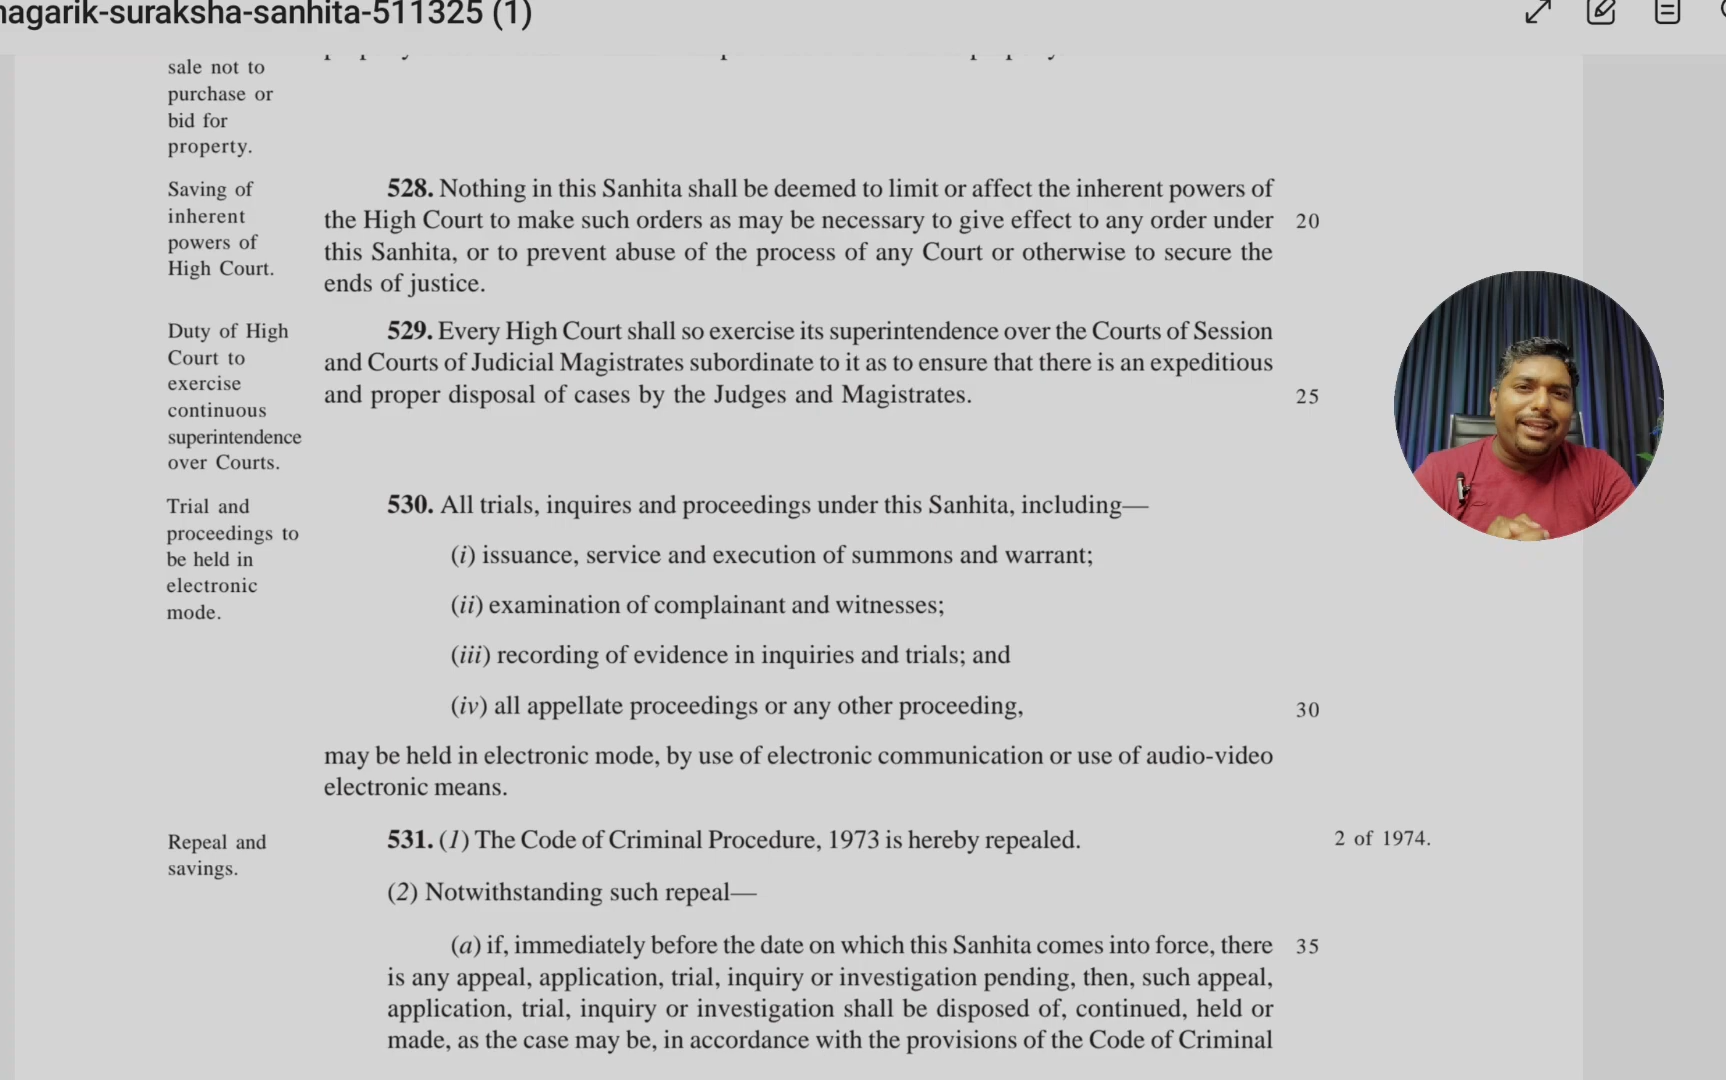 nagarik-suraksha-sanhita-511325 (1)
sale not to
purchase or
bid for
property.
Saving of
inherent
powers of
High Court.
528. Nothing in this Sanhita shall be deemed to limit or affect the inherent powers of
the High Court to make such orders as may be necessary to give effect to any order under 20
this Sanhita, or to prevent abuse of the process of any Court or otherwise to secure the
ends of justice.
Duty of High
Court to
exercise
continuous
superintendence
over Courts.
529. Every High Court shall so exercise its superintendence over the Courts of Session
and Courts of Judicial Magistrates subordinate to it as to ensure that there is an expeditious
and proper disposal of cases by the Judges and Magistrates. 25
Trial and
proceedings to
be held in
electronic
mode.
530. All trials, inquires and proceedings under this Sanhita, including—
(i) issuance, service and execution of summons and warrant;
(ii) examination of complainant and witnesses;
(iii) recording of evidence in inquiries and trials; and
(iv) all appellate proceedings or any other proceeding, 30
may be held in electronic mode, by use of electronic communication or use of audio-video
electronic means.
Repeal and
savings.
531. (1) The Code of Criminal Procedure, 1973 is hereby repealed. 2 of 1974.
(2) Notwithstanding such repeal—
(a) if, immediately before the date on which this Sanhita comes into force, there 35
is any appeal, application, trial, inquiry or investigation pending, then, such appeal,
application, trial, inquiry or investigation shall be disposed of, continued, held or
made, as the case may be, in accordance with the provisions of the Code of Criminal